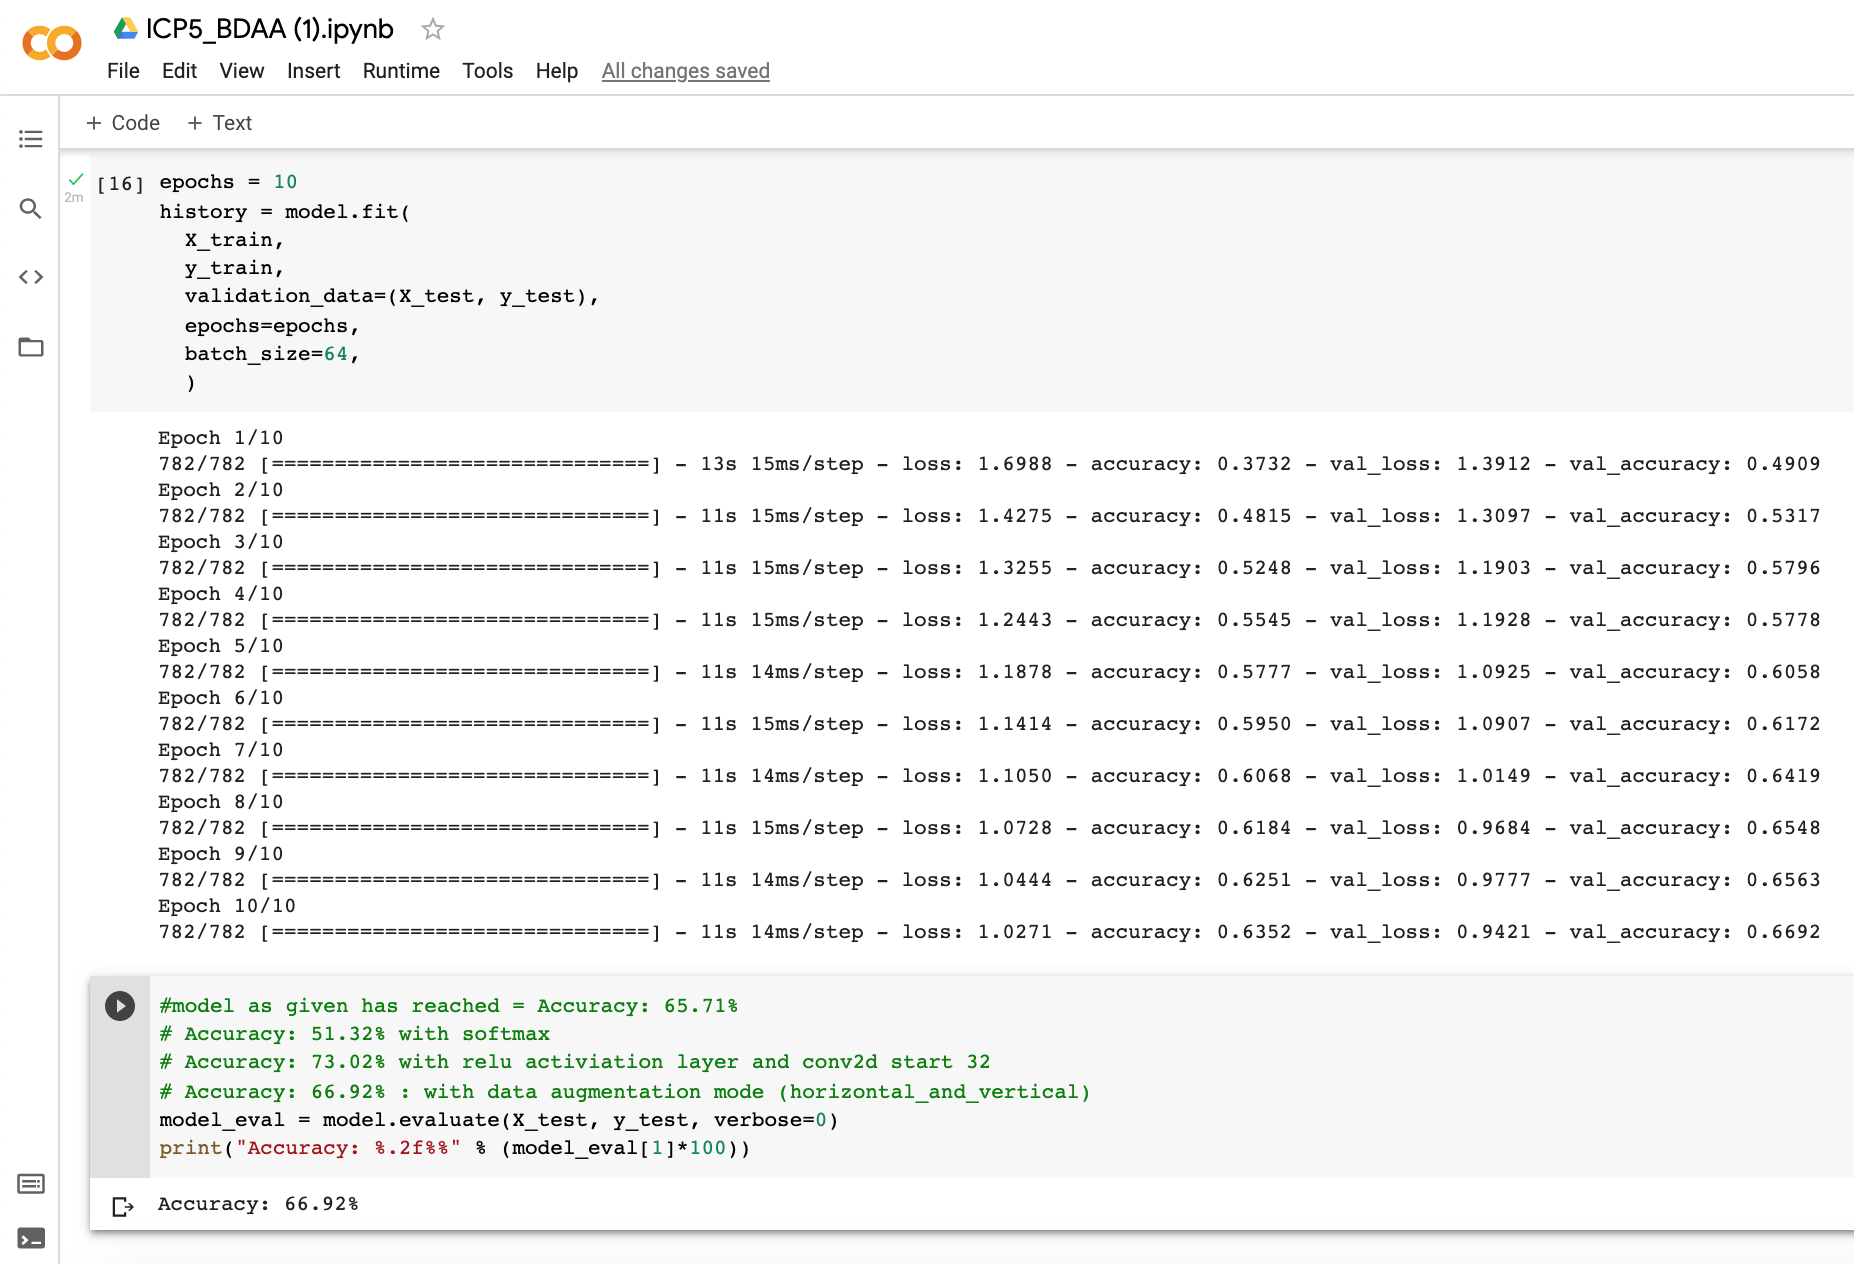 ICP5_BDAA (1).ipynb
File Edit View Insert Runtime Tools Help All changes saved
+ Code + Text
2m
[16] epochs = 10
history = model.fit(
X_train,
y_train,
validation_data=(X_test, y_test),
epochs=epochs,
batch_size=64,
)
Epoch 1/10
782/782 [==============================] - 13s 15ms/step - loss: 1.6988 - accuracy: 0.3732 - val_loss: 1.3912 - val_accuracy: 0.4909
Epoch 2/10
782/782 [==============================] - 11s 15ms/step - loss: 1.4275 - accuracy: 0.4815 - val_loss: 1.3097 - val_accuracy: 0.5317
Epoch 3/10
782/782 [==============================] - 11s 15ms/step - loss: 1.3255 - accuracy: 0.5248 - val_loss: 1.1903 - val_accuracy: 0.5796
Epoch 4/10
782/782 [==============================] - 11s 15ms/step - loss: 1.2443 - accuracy: 0.5545 - val_loss: 1.1928 - val_accuracy: 0.5778
Epoch 5/10
782/782 [==============================] - 11s 14ms/step - loss: 1.1878 - accuracy: 0.5777 - val_loss: 1.0925 - val_accuracy: 0.6058
Epoch 6/10
782/782 [==============================] - 11s 15ms/step - loss: 1.1414 - accuracy: 0.5950 - val_loss: 1.0907 - val_accuracy: 0.6172
Epoch 7/10
782/782 [==============================] - 11s 14ms/step - loss: 1.1050 - accuracy: 0.6068 - val_loss: 1.0149 - val_accuracy: 0.6419
Epoch 8/10
782/782 [==============================] - 11s 15ms/step - loss: 1.0728 - accuracy: 0.6184 - val_loss: 0.9684 - val_accuracy: 0.6548
Epoch 9/10
782/782 [==============================] - 11s 14ms/step - loss: 1.0444 - accuracy: 0.6251 - val_loss: 0.9777 - val_accuracy: 0.6563
Epoch 10/10
782/782 [==============================] - 11s 14ms/step - loss: 1.0271 - accuracy: 0.6352 - val_loss: 0.9421 - val_accuracy: 0.6692
#model as given has reached = Accuracy: 65.71%
# Accuracy: 51.32% with softmax
# Accuracy: 73.02% with relu activiation layer and conv2d start 32
# Accuracy: 66.92% : with data augmentation mode (horizontal_and_vertical)
model_eval = model.evaluate(X_test, y_test, verbose=0)
print("Accuracy: %.2f%%" % (model_eval[1]*100))
Accuracy: 66.92%